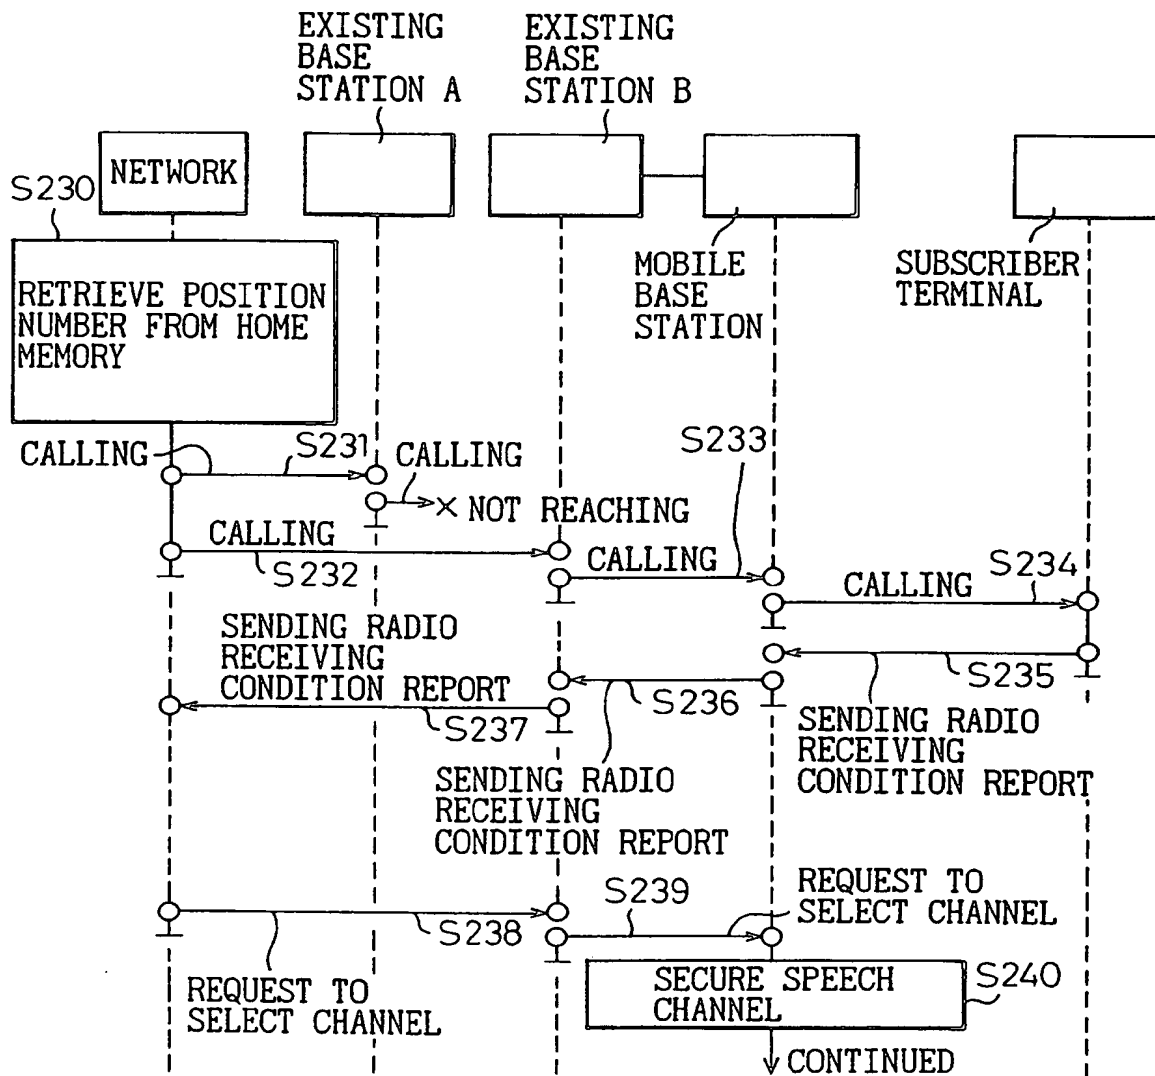 EXISTING
BASE
STATION A
EXISTING
BASE
STATION B
NETWORK
S230
MOBILE
BASE
STATION
SUBSCRIBER
TERMINAL
RETRIEVE POSITION
NUMBER FROM HOME
MEMORY
CALLING
S231
CALLING
S233
× NOT REACHING
CALLING
S232
CALLING
CALLING
S234
SENDING RADIO
RECEIVING
CONDITION REPORT
S235
S236
S237
SENDING RADIO
RECEIVING
CONDITION REPORT
SENDING RADIO
RECEIVING
CONDITION REPORT
S238
S239
REQUEST TO
SELECT CHANNEL
REQUEST TO
SELECT CHANNEL
SECURE SPEECH
CHANNEL
S240
CONTINUED